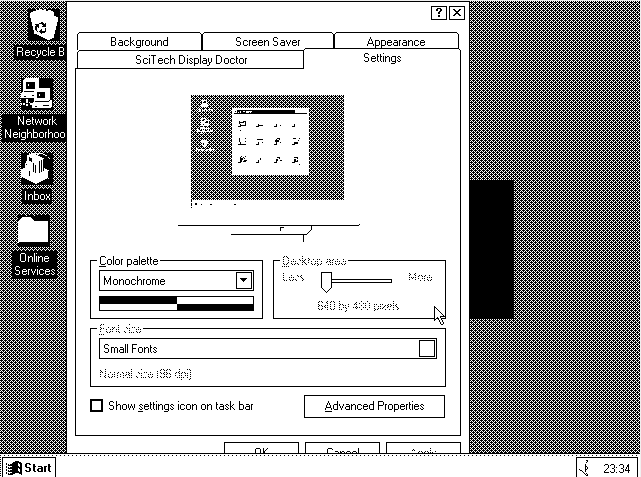 ? X
Recycle B
Network
Neighborhoo
Inbox
Online
Services
Background
Screen Saver
Appearance
SciTech Display Doctor
Settings
Color palette
Monochrome
Desktop area
Less
More
640 by 480 pixels
Font size
Small Fonts
Normal size (96 dpi)
Show settings icon on task bar
Advanced Properties
OK
Cancel
Apply
Start
23:34